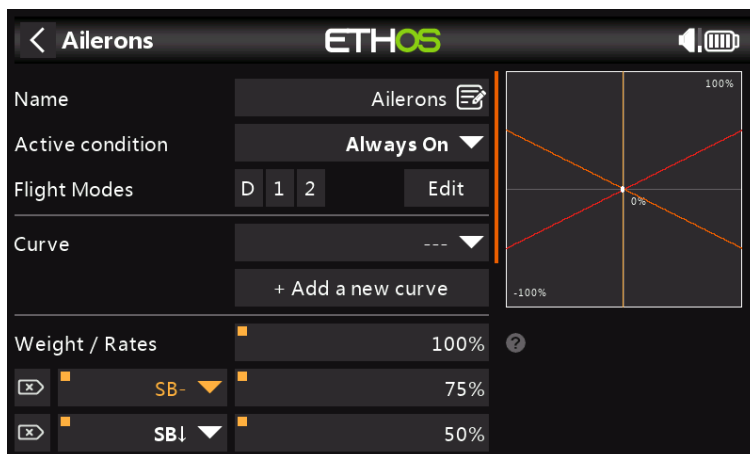 Ailerons
ETHOS
Name Ailerons
Active condition Always On
Flight Modes D 1 2 Edit
Curve ---
+ Add a new curve
Weight / Rates 100%
SB- 75%
SB↓ 50%
100%
0%
-100%
?